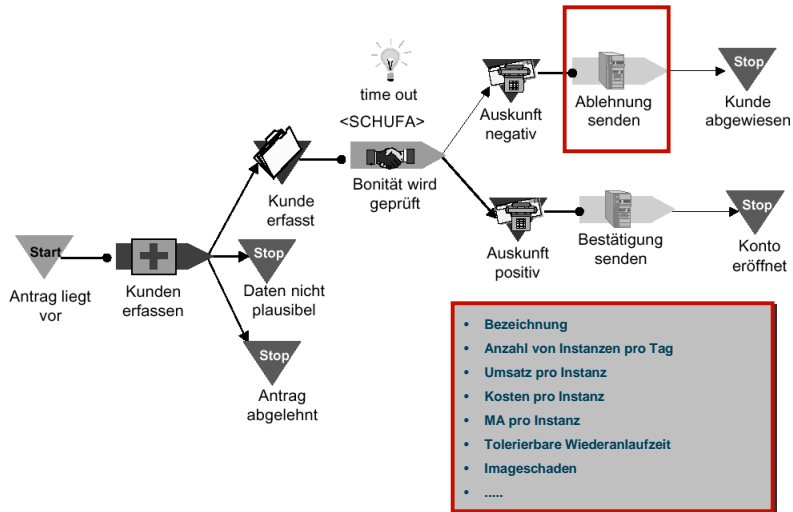 time out
<SCHUFA>
Bonität wird
geprüft
Auskunft
negativ
Ablehnung
senden
Stop
Kunde
abgewiesen
Kunde
erfasst
Auskunft
positiv
Bestätigung
senden
Stop
Konto
eröffnet
Start
Antrag liegt
vor
Kunden
erfassen
Stop
Daten nicht
plausibel
Stop
Antrag
abgelehnt
• Bezeichnung
• Anzahl von Instanzen pro Tag
• Umsatz pro Instanz
• Kosten pro Instanz
• MA pro Instanz
• Tolerierbare Wiederanlaufzeit
• Imageschaden
• .....